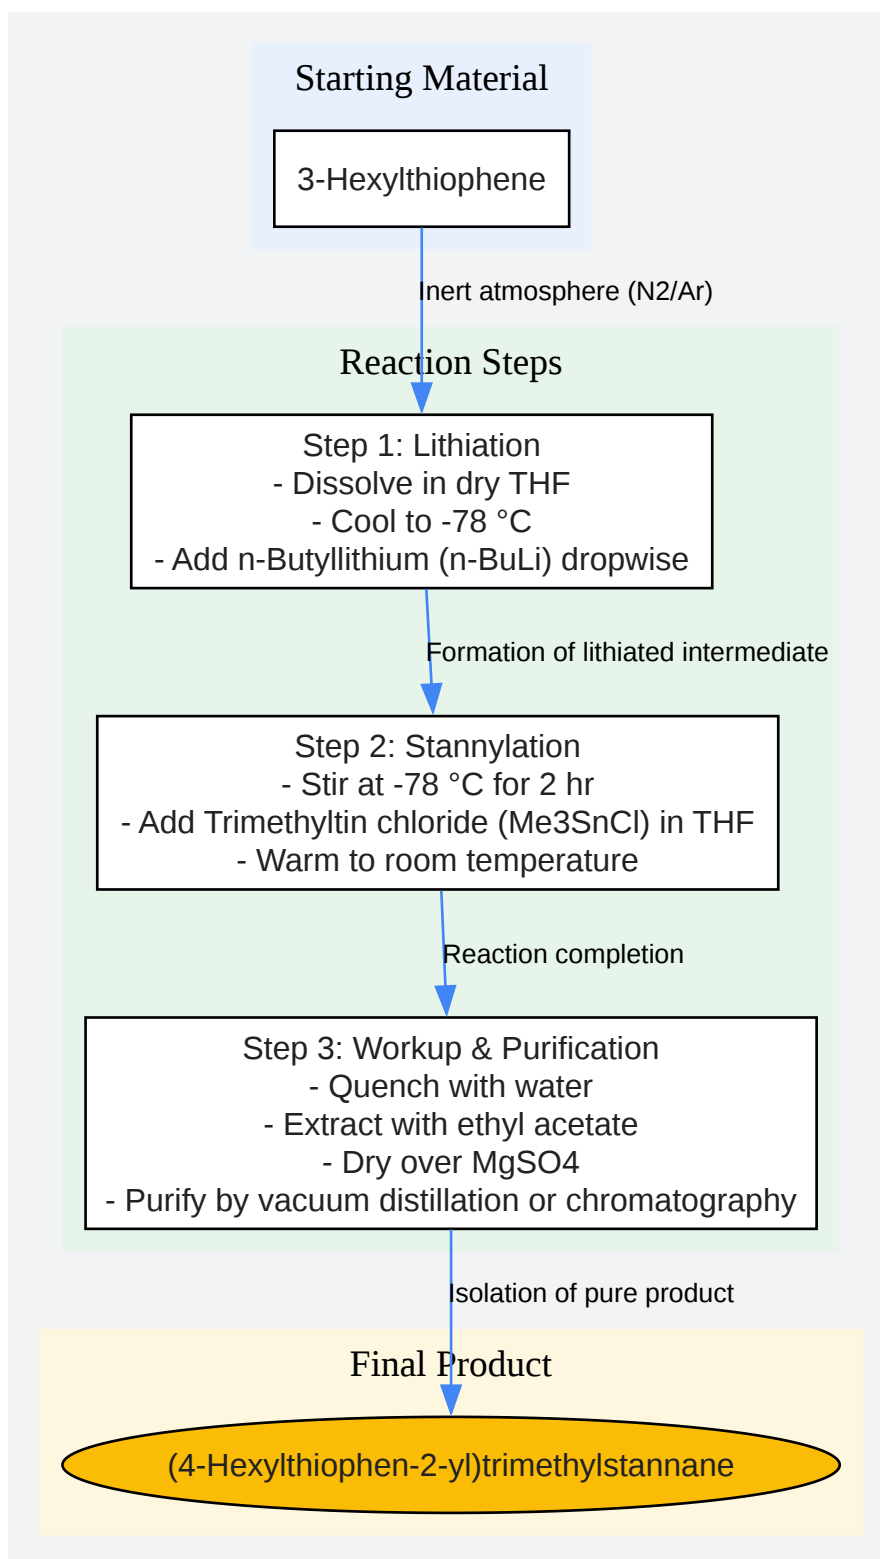 Starting Material
3-Hexylthiophene
Inert atmosphere (N2/Ar)
Reaction Steps
Step 1: Lithiation
- Dissolve in dry THF
- Cool to -78 °C
- Add n-Butyllithium (n-BuLi) dropwise
Formation of lithiated intermediate
Step 2: Stannylation
- Stir at -78 °C for 2 hr
- Add Trimethyltin chloride (Me3SnCl) in THF
- Warm to room temperature
Reaction completion
Step 3: Workup & Purification
- Quench with water
- Extract with ethyl acetate
- Dry over MgSO4
- Purify by vacuum distillation or chromatography
Isolation of pure product
Final Product
(4-Hexylthiophen-2-yl)trimethylstannane